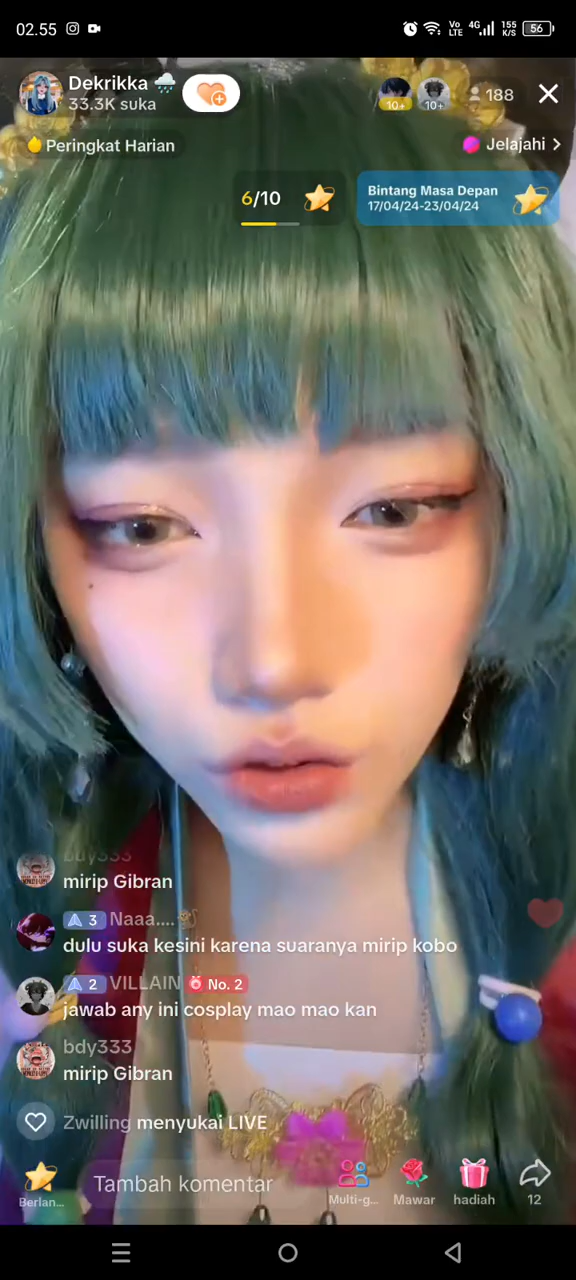 02.55
Vo LTE 4G 155 K/S 56
Dekrikka
33.3K suka
10+ 10+ 188
Peringkat Harian
Jelajahi >
6/10
Bintang Masa Depan
17/04/24-23/04/24
bdy333
mirip Gibran
3 Naaa....
dulu suka kesini karena suaranya mirip kobo
2 VILLAIN No. 2
jawab any ini cosplay mao mao kan
bdy333
mirip Gibran
Zwilling menyukai LIVE
Berlan...
Tambah komentar
Multi-g...
Mawar
hadiah
12